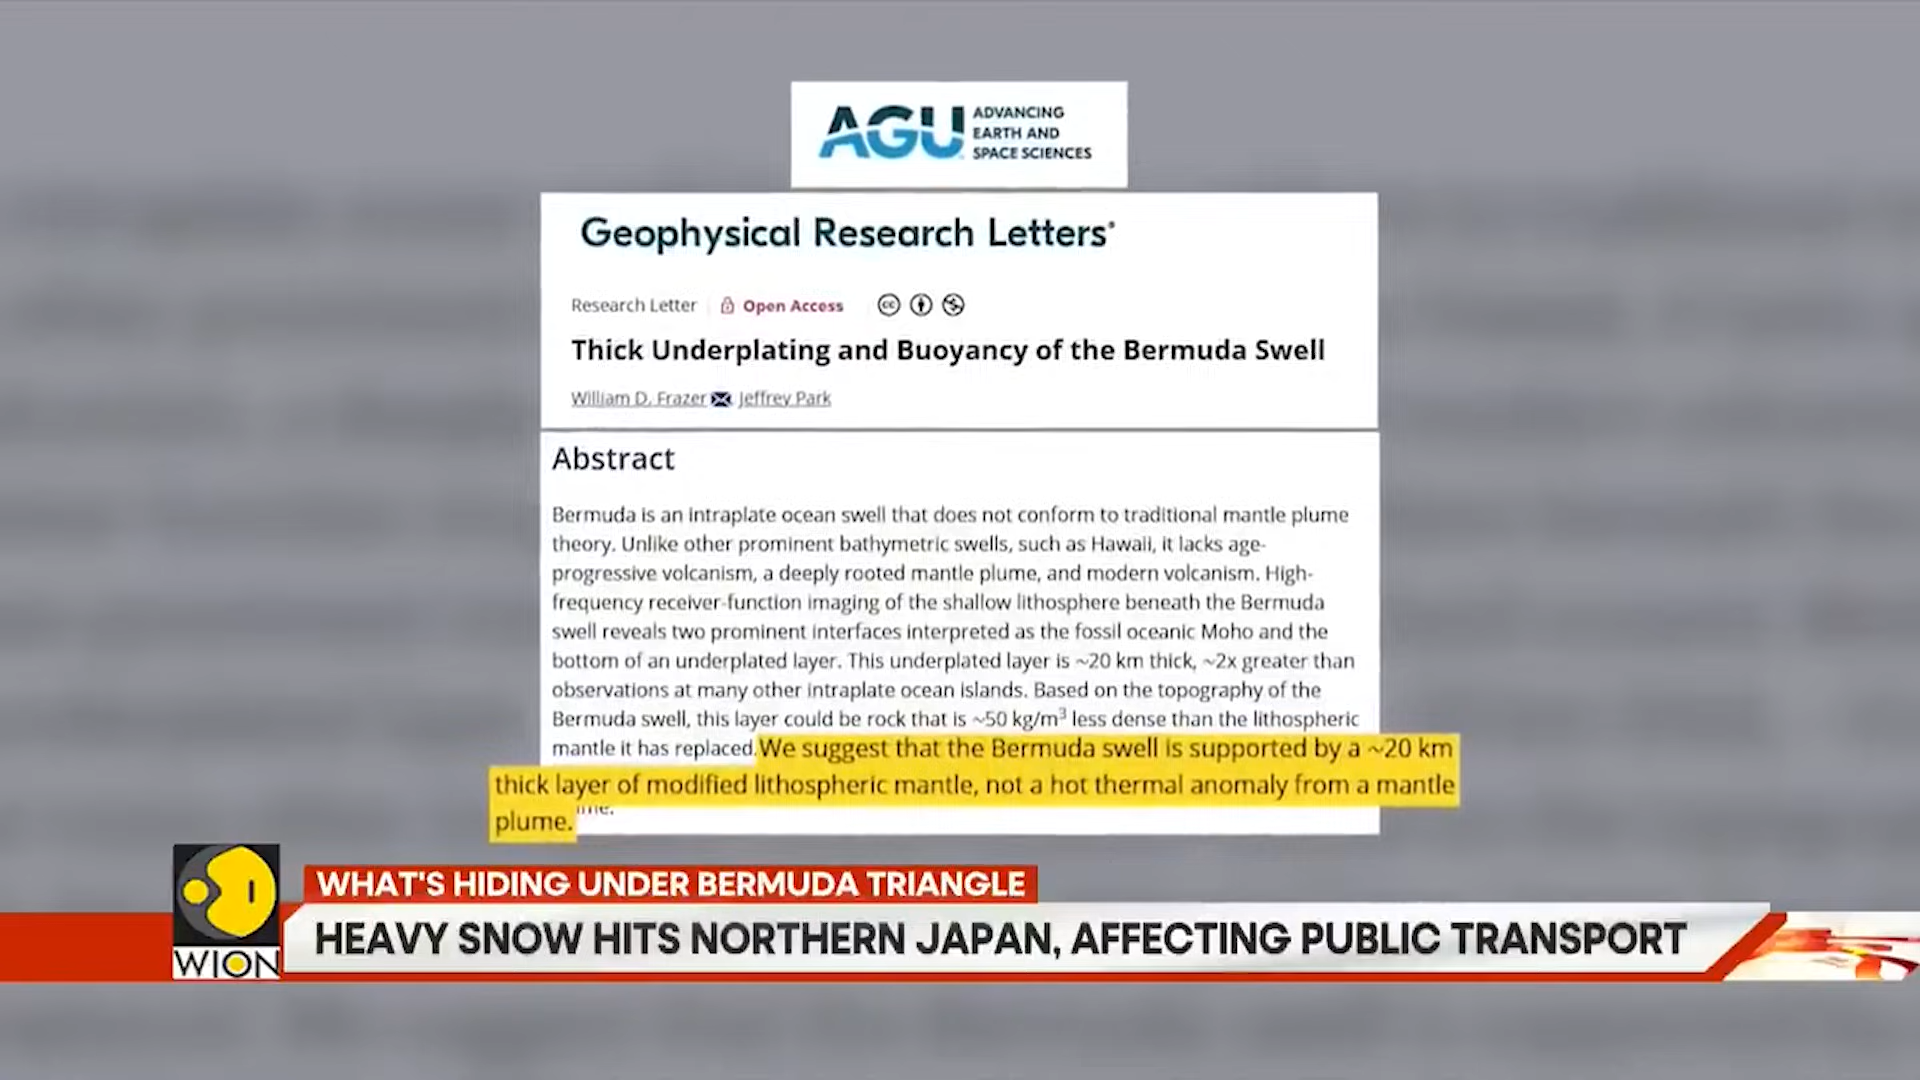 AGU ADVANCING
EARTH AND
SPACE SCIENCES
Geophysical Research Letters
Research Letter Open Access
Thick Underplating and Buoyancy of the Bermuda Swell
William D. Frazer Jeffrey Park
Abstract
Bermuda is an intraplate ocean swell that does not conform to traditional mantle plume
theory. Unlike other prominent bathymetric swells, such as Hawaii, it lacks age-
progressive volcanism, a deeply rooted mantle plume, and modern volcanism. High-
frequency receiver-function imaging of the shallow lithosphere beneath the Bermuda
swell reveals two prominent interfaces interpreted as the fossil oceanic Moho and the
bottom of an underplated layer. This underplated layer is ~20 km thick, ~2x greater than
observations at many other intraplate ocean islands. Based on the topography of the
Bermuda swell, this layer could be rock that is ~50 kg/m³ less dense than the lithospheric
mantle it has replaced. We suggest that the Bermuda swell is supported by a ~20 km
thick layer of modified lithospheric mantle, not a hot thermal anomaly from a mantle
plume.
WHAT'S HIDING UNDER BERMUDA TRIANGLE
HEAVY SNOW HITS NORTHERN JAPAN, AFFECTING PUBLIC TRANSPORT
WION